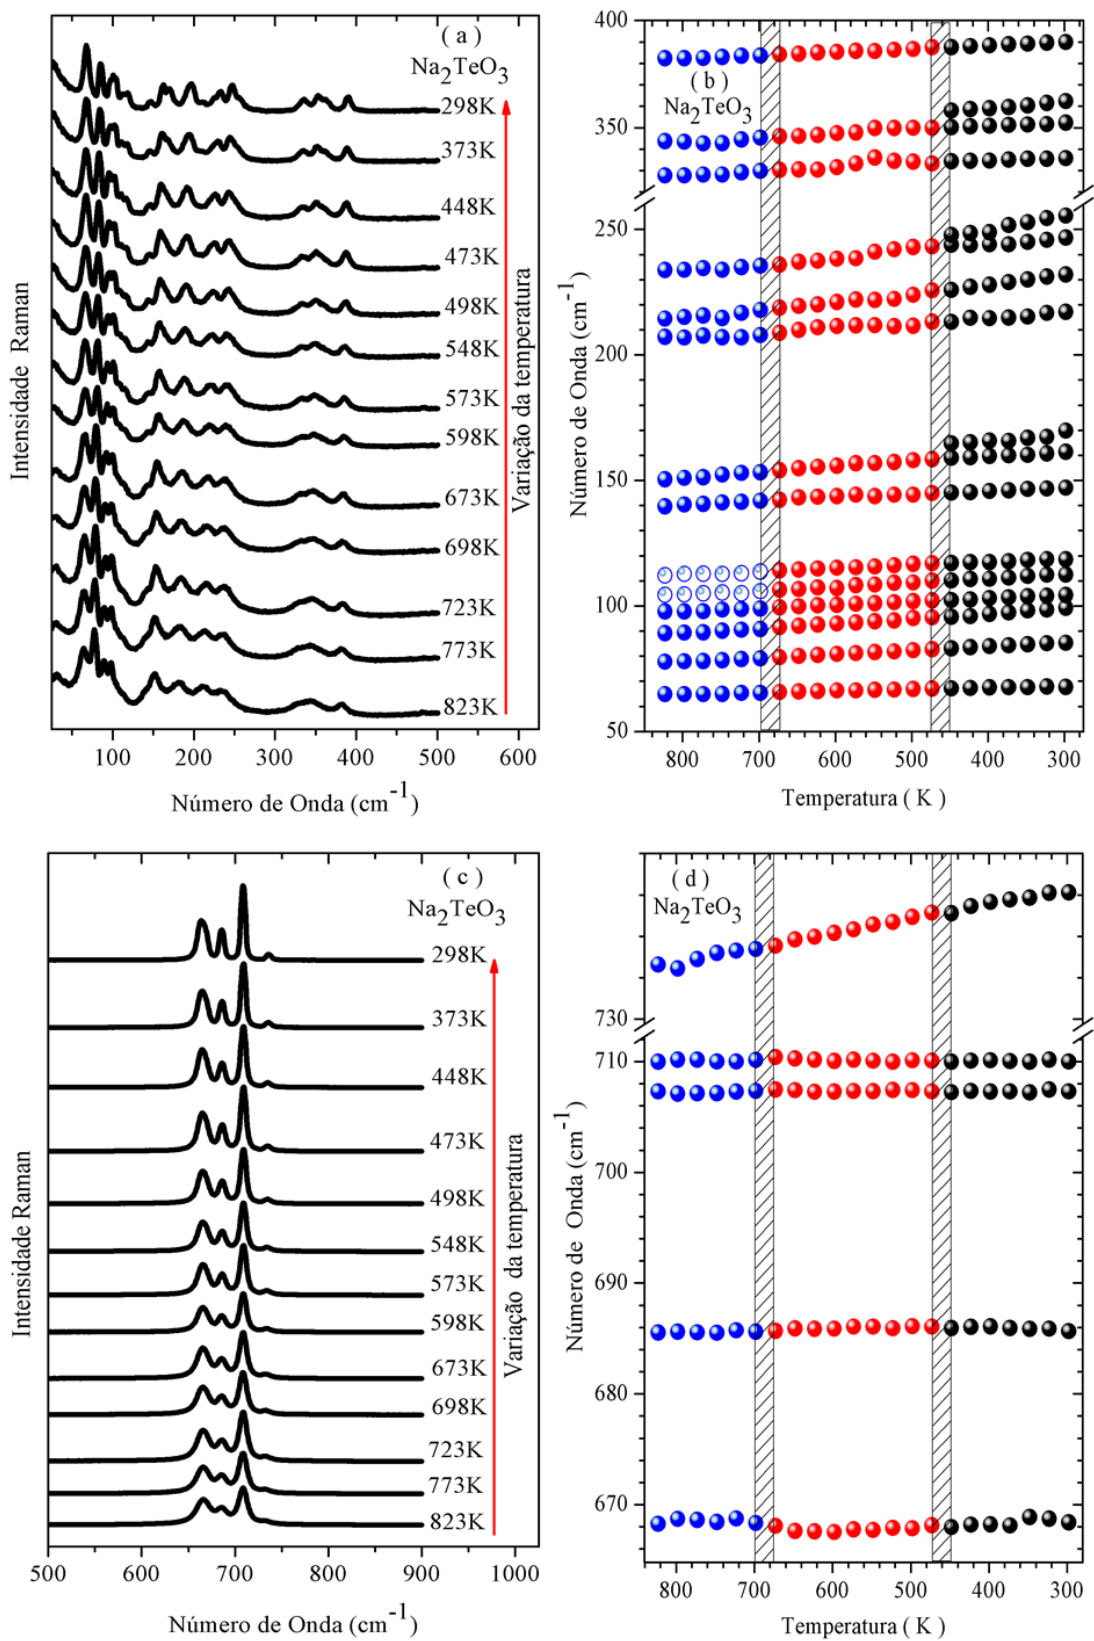 ( a )
Na2TeO3
298K
373K
448K
473K
498K
548K
573K
598K
673K
698K
723K
773K
823K
Intensidade Raman
Variação da temperatura
100 200 300 400 500 600
Número de Onda (cm-1)
( b )
Na2TeO3
400
350
250
200
150
100
50
Número de Onda (cm-1)
800 700 600 500 400 300
Temperatura ( K )
( c )
Na2TeO3
298K
373K
448K
473K
498K
548K
573K
598K
673K
698K
723K
773K
823K
Intensidade Raman
Variação da temperatura
500 600 700 800 900 1000
Número de Onda (cm-1)
( d )
Na2TeO3
730
710
700
690
680
670
Número de Onda (cm-1)
800 700 600 500 400 300
Temperatura ( K )